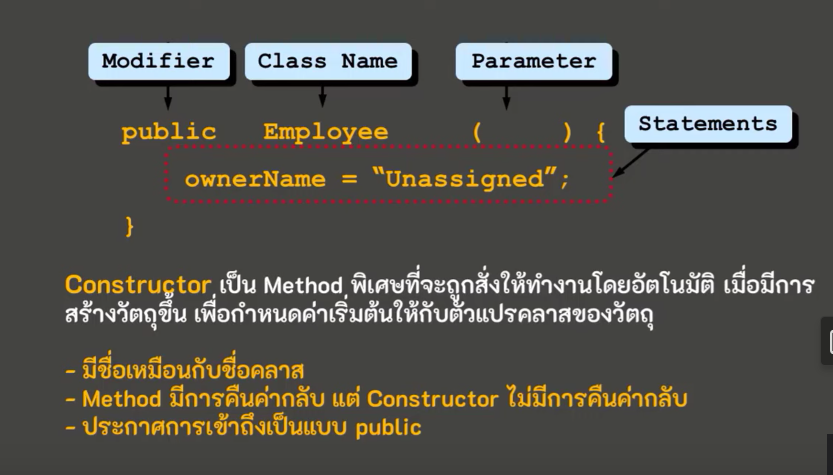 Modifier Class Name Parameter
public Employee ( ) {
Statements
ownerName = “Unassigned”;
}
Constructor เป็น Method พิเศษที่จะถูกสั่งให้ทำงานโดยอัตโนมัติ เมื่อมีการ
สร้างวัตถุขึ้น เพื่อกำหนดค่าเริ่มต้นให้กับตัวแปรคลาสของวัตถุ
- มีชื่อเหมือนกับชื่อคลาส
- Method มีการคืนค่ากลับ แต่ Constructor ไม่มีการคืนค่ากลับ
- ประกาศการเข้าถึงเป็นแบบ public